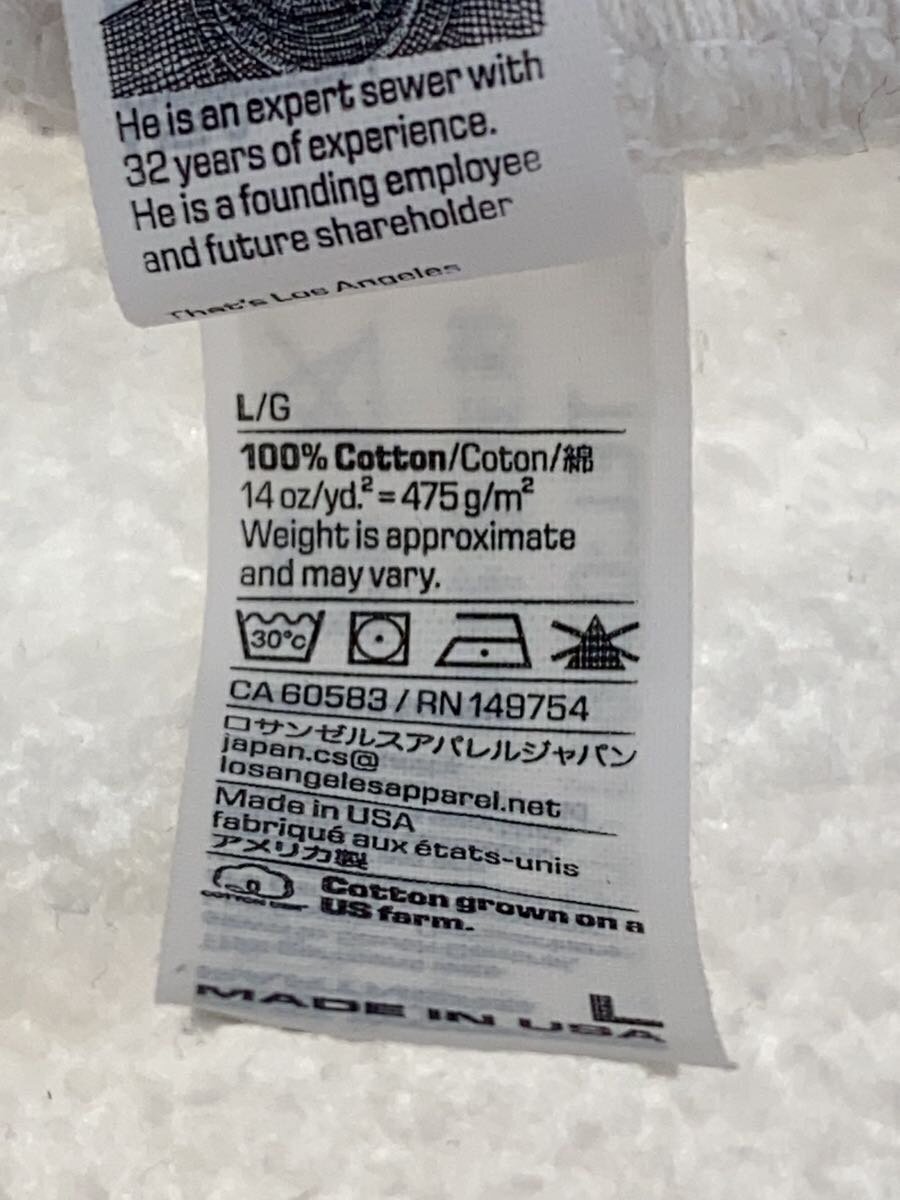 He is an expert sewer with
32 years of experience.
He is a founding employee
and future shareholder
That's Los Angeles
L/G
100% Cotton/Coton/綿
14 oz/yd.² = 475 g/m²
Weight is approximate
and may vary.
30°c
CA 60583 / RN 149754
ロサンゼルスアパレルジャパン
japan.cs@
losangelesapparel.net
Made in USA
fabriqué aux états-unis
アメリカ製
Cotton grown on a
US farm.
L
MADE IN USA